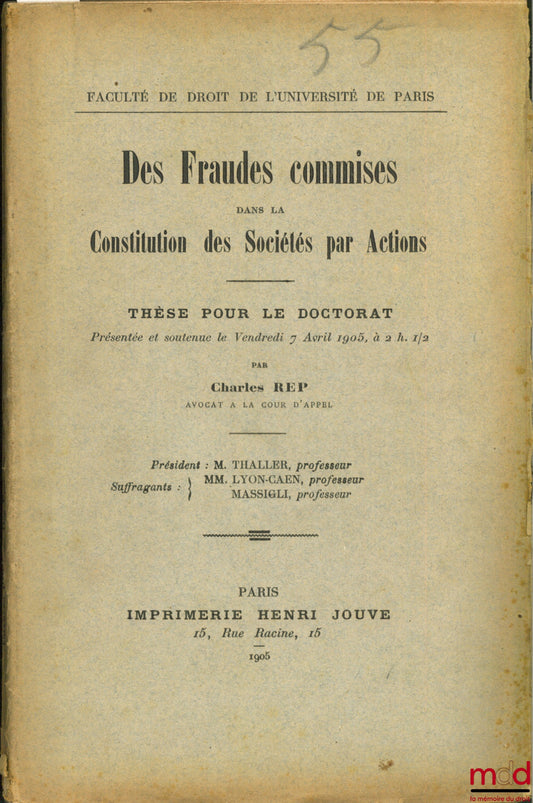 55
FACULTÉ DE DROIT DE L'UNIVERSITÉ DE PARIS
Des Fraudes commises
DANS LA
Constitution des Sociétés par Actions
THÈSE POUR LE DOCTORAT
Présentée et soutenue le Vendredi 7 Avril 1905, à 2 h. 1/2
PAR
Charles REP
AVOCAT A LA COUR D'APPEL
Président : M. THALLER, professeur
Suffragants : } MM. LYON-CAEN, professeur
MASSIGLI, professeur
PARIS
IMPRIMERIE HENRI JOUVE
15, Rue Racine, 15
1905
mdd
la mémoire du droit